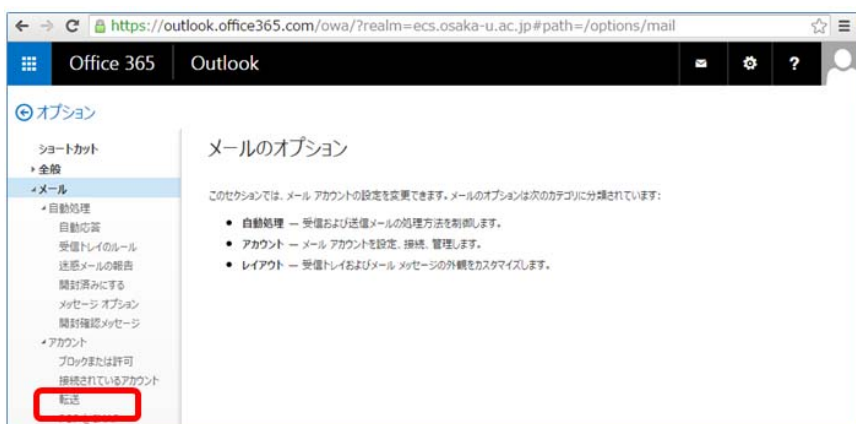 https://outlook.office365.com/owa/?realm=ecs.osaka-u.ac.jp#path=/options/mail
Office 365 Outlook ?
オプション
ショートカット
全般
メール
自動処理
自動応答
受信トレイのルール
迷惑メールの報告
開封済みにする
メッセージ オプション
開封確認メッセージ
アカウント
ブロックまたは許可
接続されているアカウント
転送
メールのオプション
このセクションでは、メール アカウントの設定を変更できます。メールのオプションは次のカテゴリに分類されています:
• 自動処理 — 受信および送信メールの処理方法を制御します。
• アカウント — メール アカウントを設定、接続、管理します。
• レイアウト — 受信トレイおよびメール メッセージの外観をカスタマイズします。